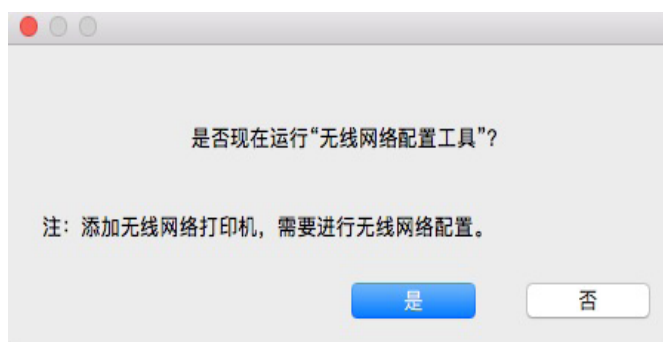 是否现在运行“无线网络配置工具”?
注：添加无线网络打印机，需要进行无线网络配置。
是
否